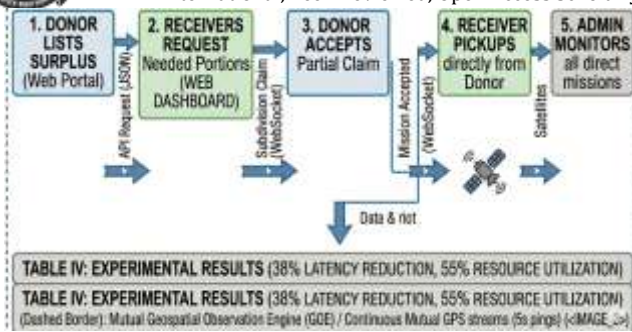 1. DONOR
LISTS
SURPLUS
(Web Portal)
API Request (JSON)
2. RECEIVERS
REQUEST
Needed Portions
(WEB
DASHBOARD)
Subdivision Claim
(WebSocket)
3. DONOR
ACCEPTS
Partial Claim
Mission Accepted
(WebSocket)
4. RECEIVER
PICKUPS
directly from
Donor
Satellites
5. ADMIN
MONITORS
all direct
missions
Data & not
TABLE IV: EXPERIMENTAL RESULTS (38% LATENCY REDUCTION, 55% RESOURCE UTILIZATION)
TABLE IV: EXPERIMENTAL RESULTS (38% LATENCY REDUCTION, 55% RESOURCE UTILIZATION)
(Dashed Border): Mutual Geospatial Observation Engine (GOE) / Continuous Mutual GPS streams (5s pings)